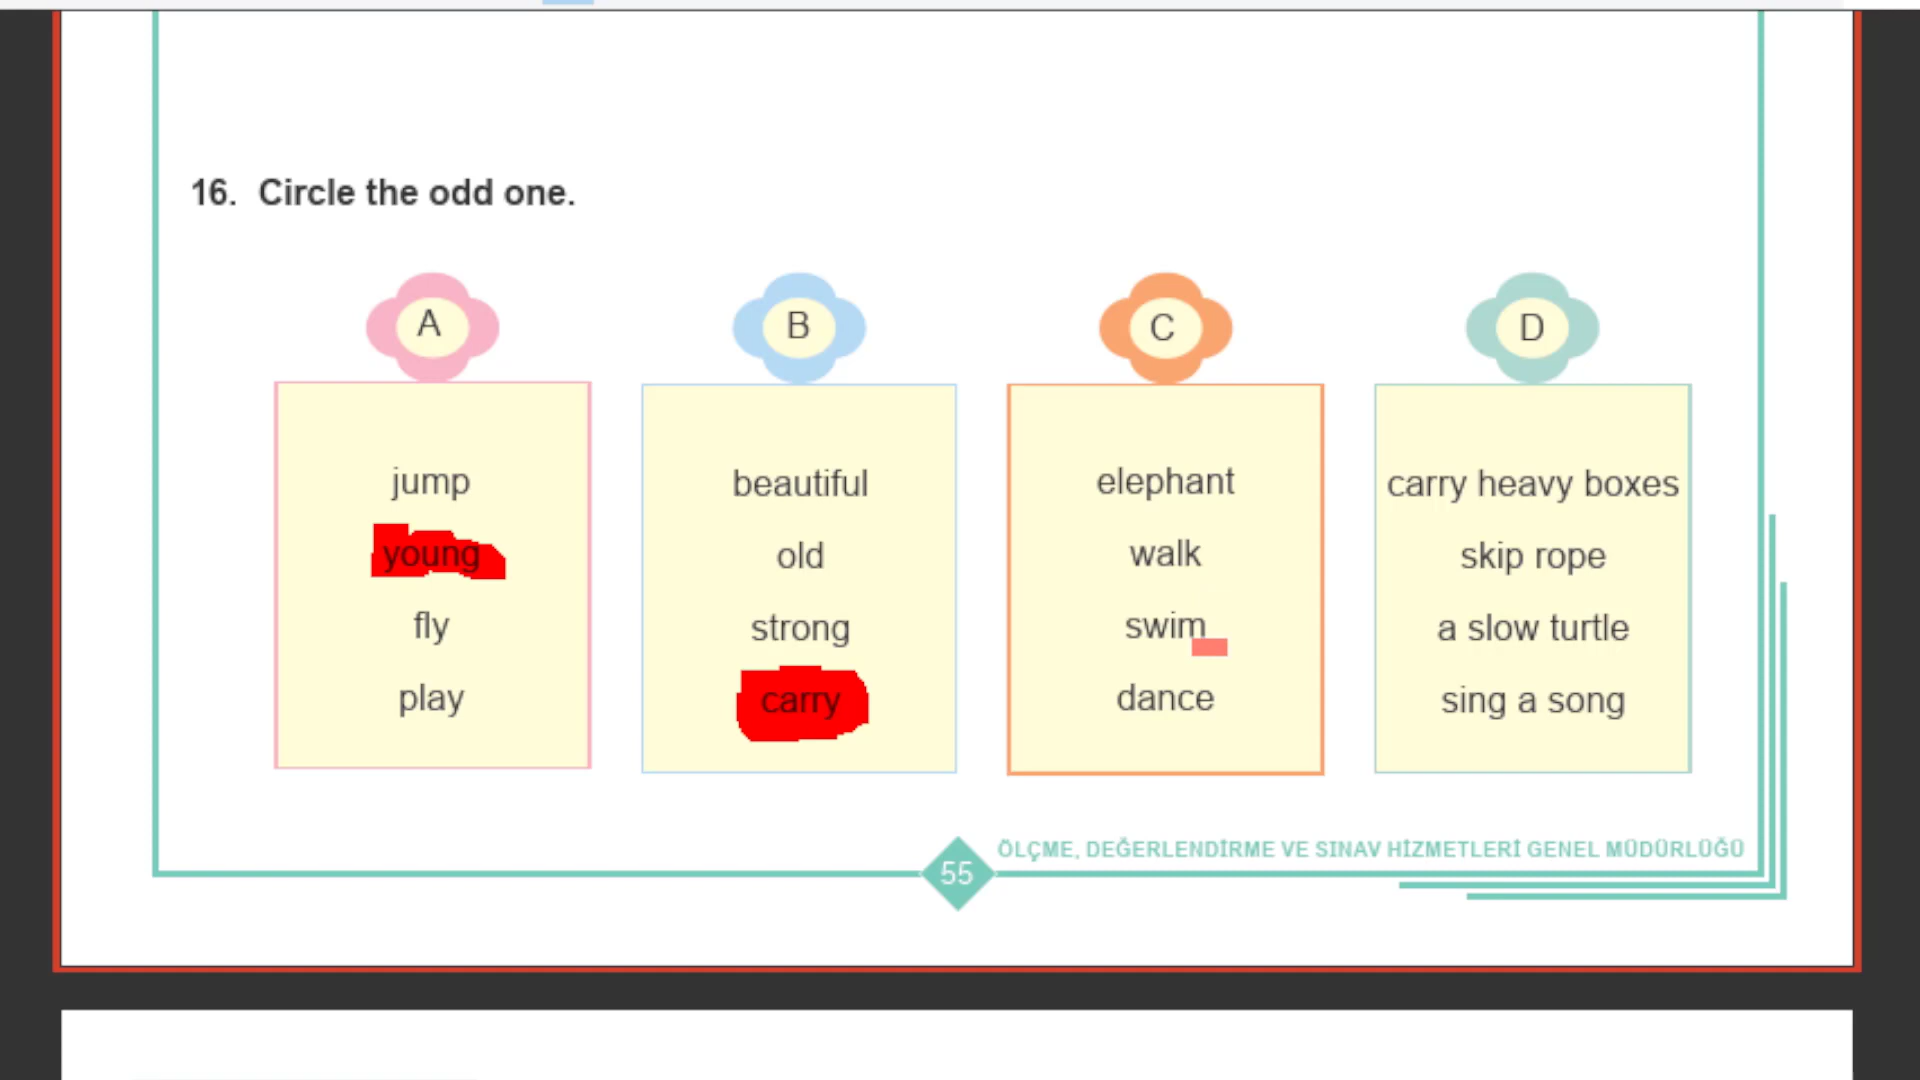 16. Circle the odd one.
A
jump
young
fly
play
B
beautiful
old
strong
carry
C
elephant
walk
swim
dance
D
carry heavy boxes
skip rope
a slow turtle
sing a song
ÖLÇME, DEĞERLENDİRME VE SINAV HİZMETLERİ GENEL MÜDÜRLÜĞÜ
55